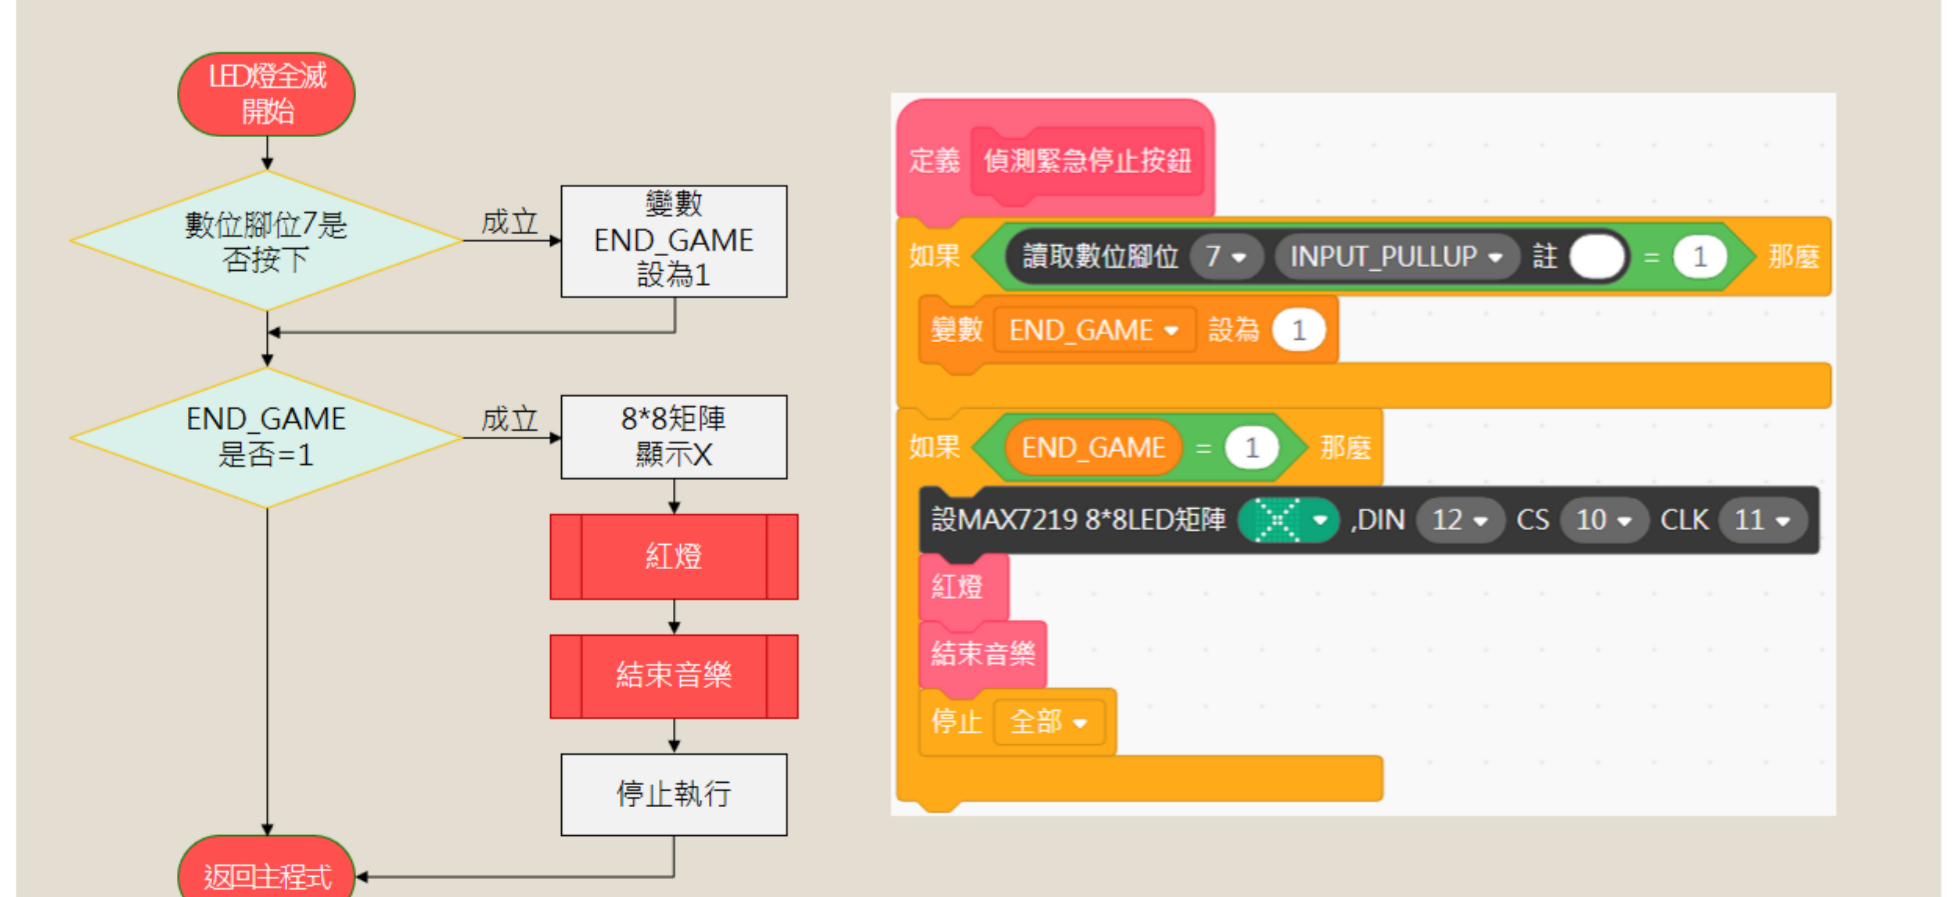 LED燈全滅
開始
數位腳位7是
否按下
成立
變數
END_GAME
設為1
END_GAME
是否=1
成立
8*8矩陣
顯示X
紅燈
結束音樂
停止執行
返回主程式
定義 偵測緊急停止按鈕
如果 讀取數位腳位 7 INPUT_PULLUP 註 = 1 那麼
變數 END_GAME 設為 1
如果 END_GAME = 1 那麼
設MAX7219 8*8LED矩陣 ,DIN 12 CS 10 CLK 11
紅燈
結束音樂
停止 全部